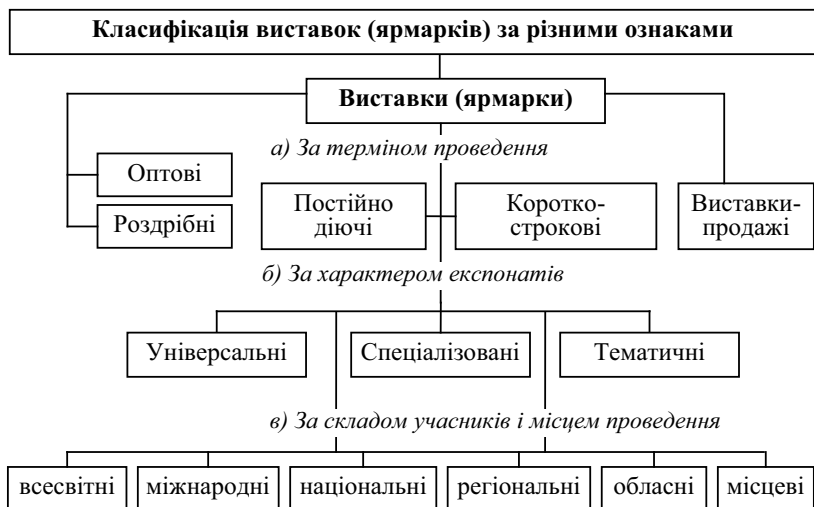 Класифікація виставок (ярмарків) за різними ознаками
Виставки (ярмарки)
а) За терміном проведення
Оптові
Роздрібні
Постійно
діючі
Коротко-
строкові
Виставки-
продажі
б) За характером експонатів
Універсальні
Спеціалізовані
Тематичні
в) За складом учасників і місцем проведення
всесвітні
міжнародні
національні
регіональні
обласні
місцеві